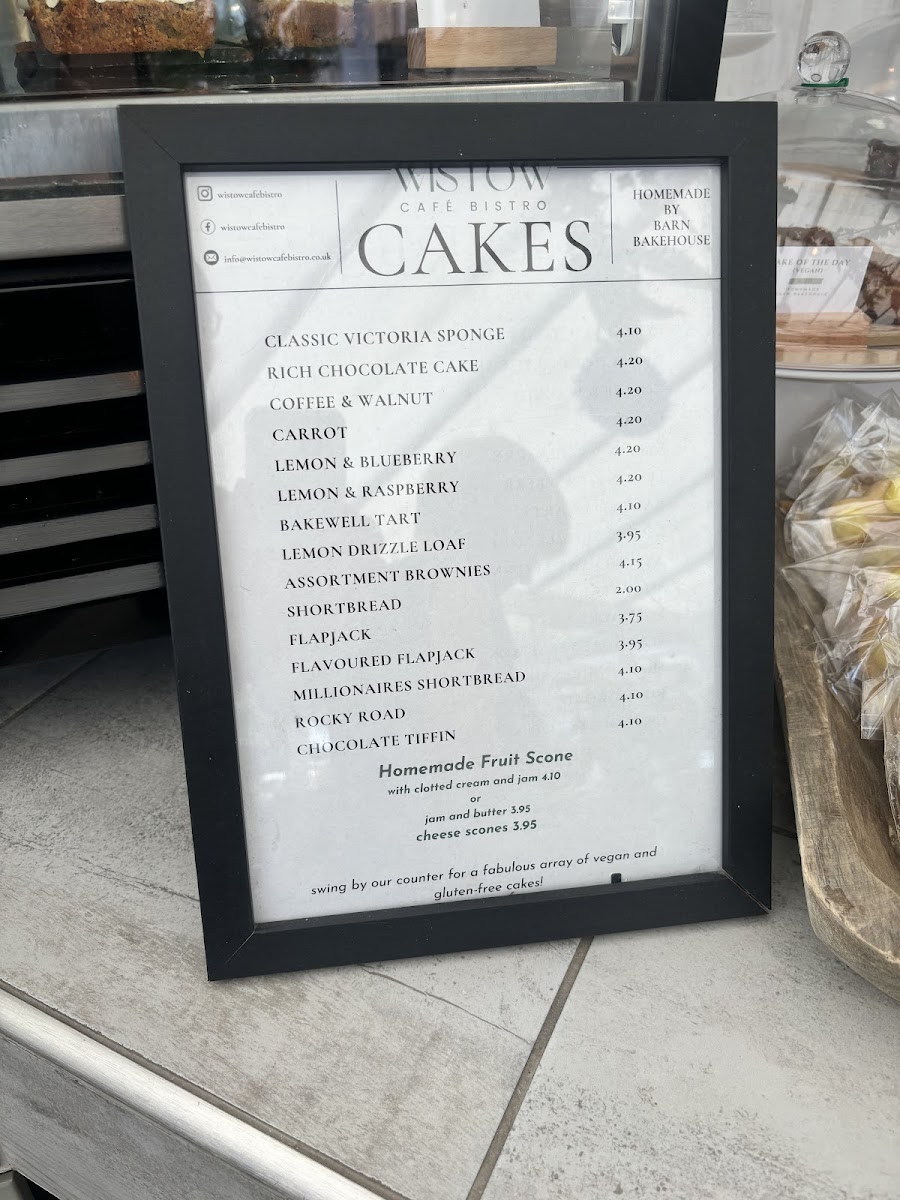 wistowcafebistro
wistowcafebistro
info@wistowcafebistro.co.uk
WISTOW
CAFÉ BISTRO
CAKES
HOMEMADE
BY
BARN
BAKEHOUSE
CLASSIC VICTORIA SPONGE 4.10
RICH CHOCOLATE CAKE 4.20
COFFEE & WALNUT 4.20
CARROT 4.20
LEMON & BLUEBERRY 4.20
LEMON & RASPBERRY 4.20
BAKEWELL TART 4.10
LEMON DRIZZLE LOAF 3.95
ASSORTMENT BROWNIES 4.15
SHORTBREAD 2.00
FLAPJACK 3.75
FLAVOURED FLAPJACK 3.95
MILLIONAIRES SHORTBREAD 4.10
ROCKY ROAD 4.10
CHOCOLATE TIFFIN 4.10
Homemade Fruit Scone
with clotted cream and jam 4.10
or
jam and butter 3.95
cheese scones 3.95
swing by our counter for a fabulous array of vegan and
gluten-free cakes!
OF THE DAY
(VEGAN)